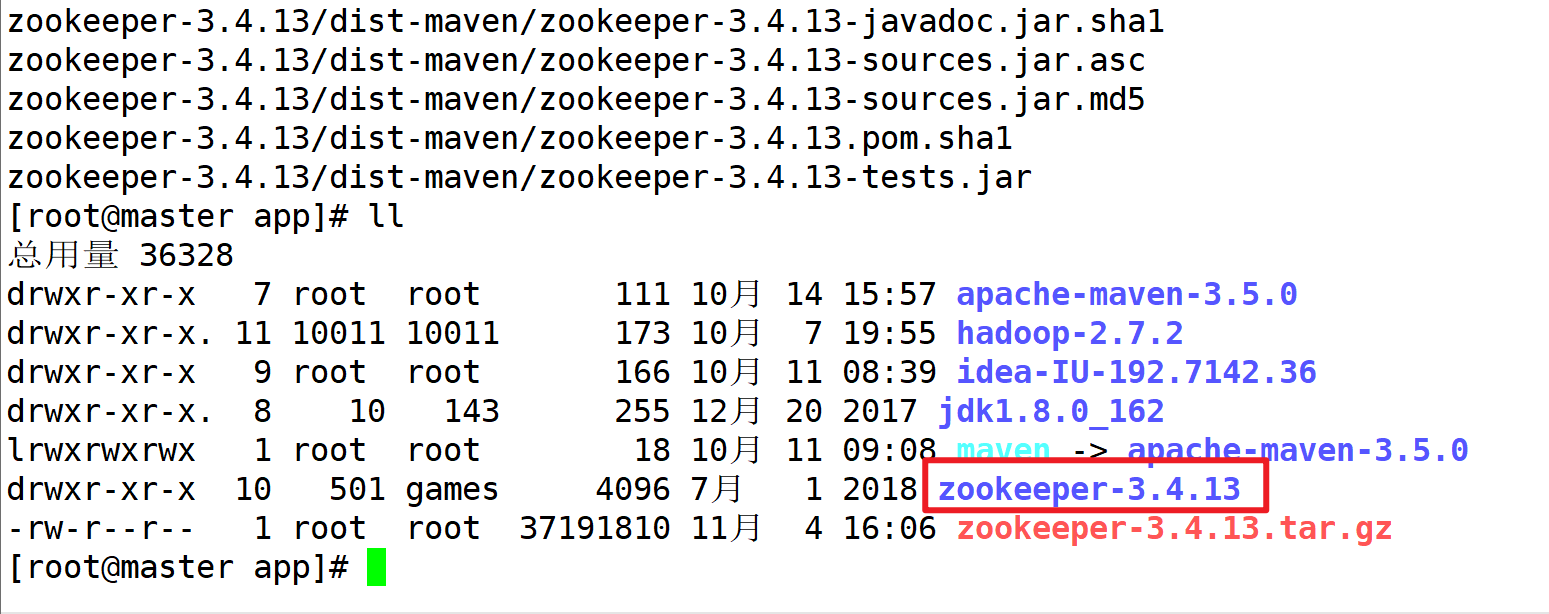 zookeeper-3.4.13/dist-maven/zookeeper-3.4.13-javadoc.jar.sha1
zookeeper-3.4.13/dist-maven/zookeeper-3.4.13-sources.jar.asc
zookeeper-3.4.13/dist-maven/zookeeper-3.4.13-sources.jar.md5
zookeeper-3.4.13/dist-maven/zookeeper-3.4.13.pom.sha1
zookeeper-3.4.13/dist-maven/zookeeper-3.4.13-tests.jar
[root@master app]# ll
总用量 36328
drwxr-xr-x   7 root  root       111 10月 14 15:57 apache-maven-3.5.0
drwxr-xr-x. 11 10011 10011      173 10月  7 19:55 hadoop-2.7.2
drwxr-xr-x   9 root  root       166 10月 11 08:39 idea-IU-192.7142.36
drwxr-xr-x.  8    10   143      255 12月 20 2017 jdk1.8.0_162
lrwxrwxrwx   1 root  root        18 10月 11 09:08 maven -> apache-maven-3.5.0
drwxr-xr-x  10   501 games     4096 7月   1 2018 zookeeper-3.4.13
-rw-r--r--   1 root  root  37191810 11月  4 16:06 zookeeper-3.4.13.tar.gz
[root@master app]#